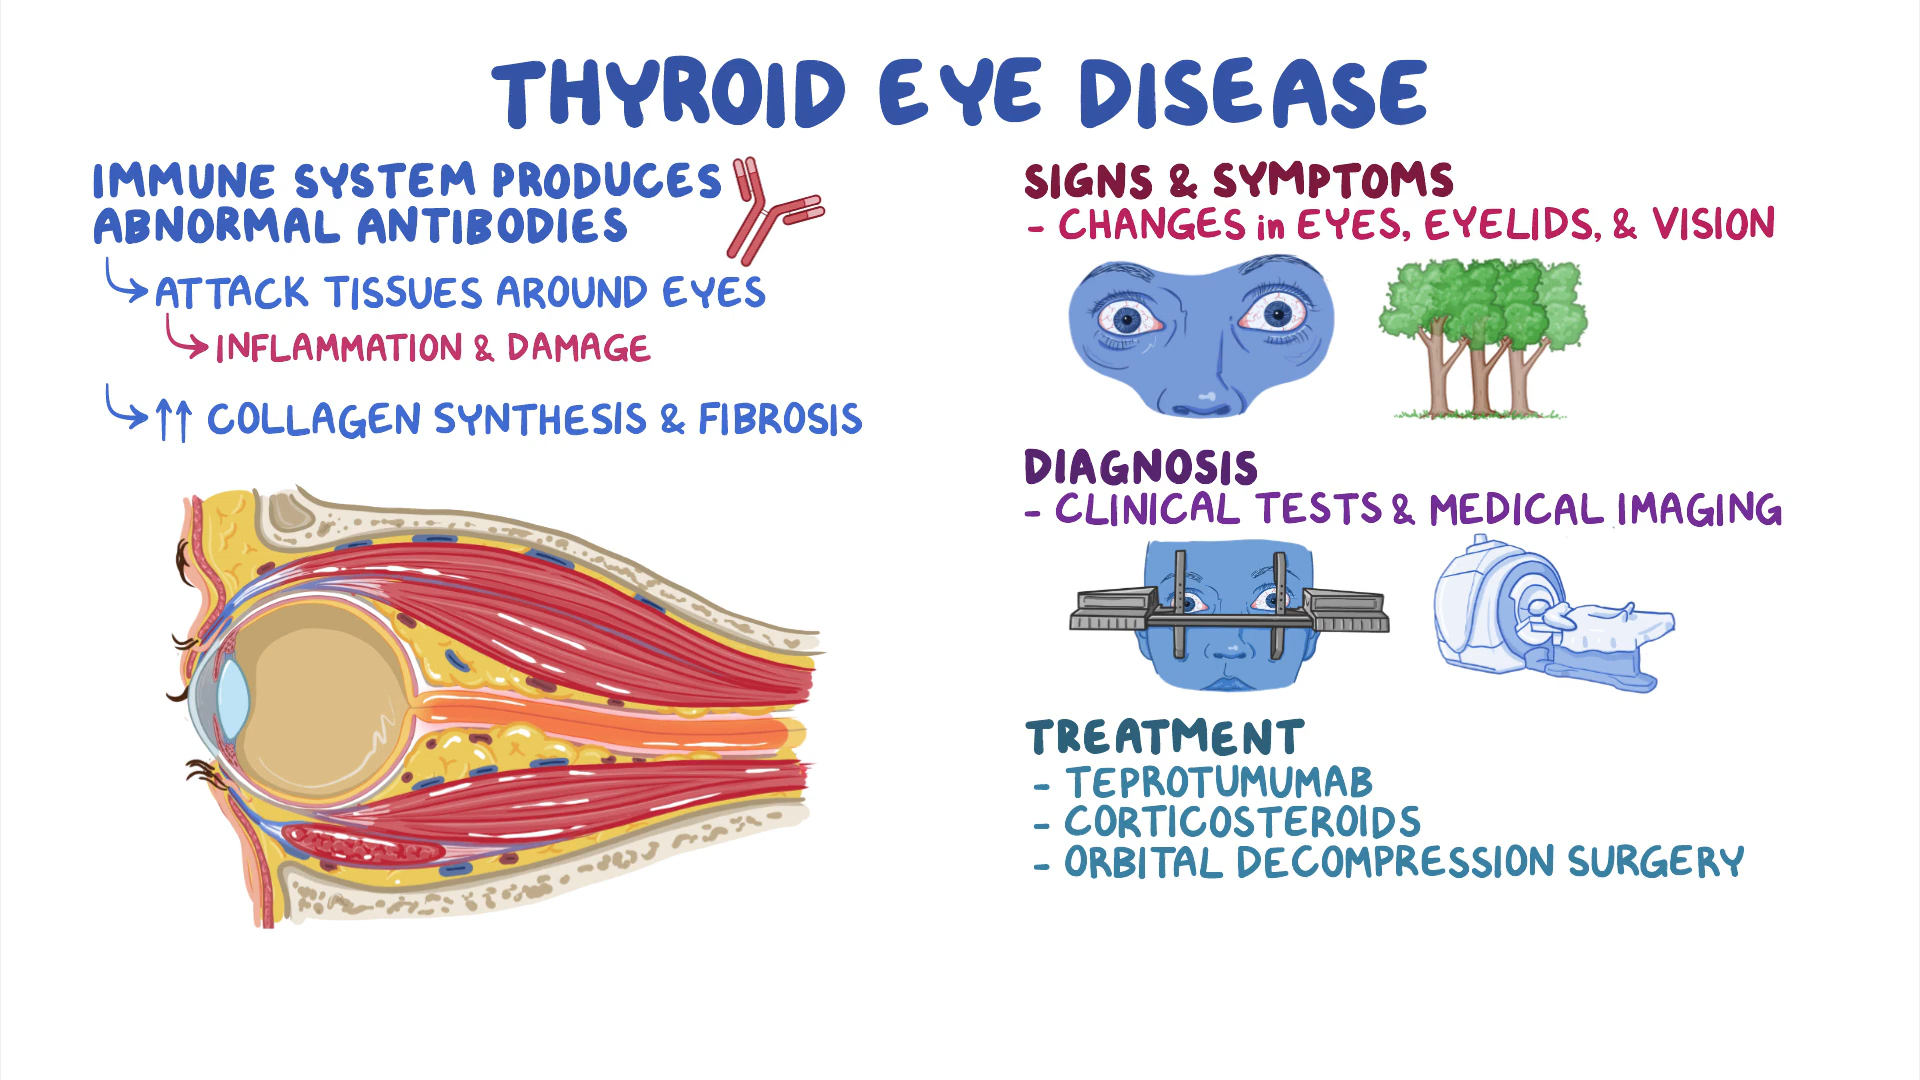 THYROID EYE DISEASE
IMMUNE SYSTEM PRODUCES
ABNORMAL ANTIBODIES
ATTACK TISSUES AROUND EYES
INFLAMMATION & DAMAGE
↑↑ COLLAGEN SYNTHESIS & FIBROSIS
SIGNS & SYMPTOMS
- CHANGES in EYES, EYELIDS, & VISION
DIAGNOSIS
- CLINICAL TESTS & MEDICAL IMAGING
TREATMENT
- TEPROTUMUMAB
- CORTICOSTEROIDS
- ORBITAL DECOMPRESSION SURGERY